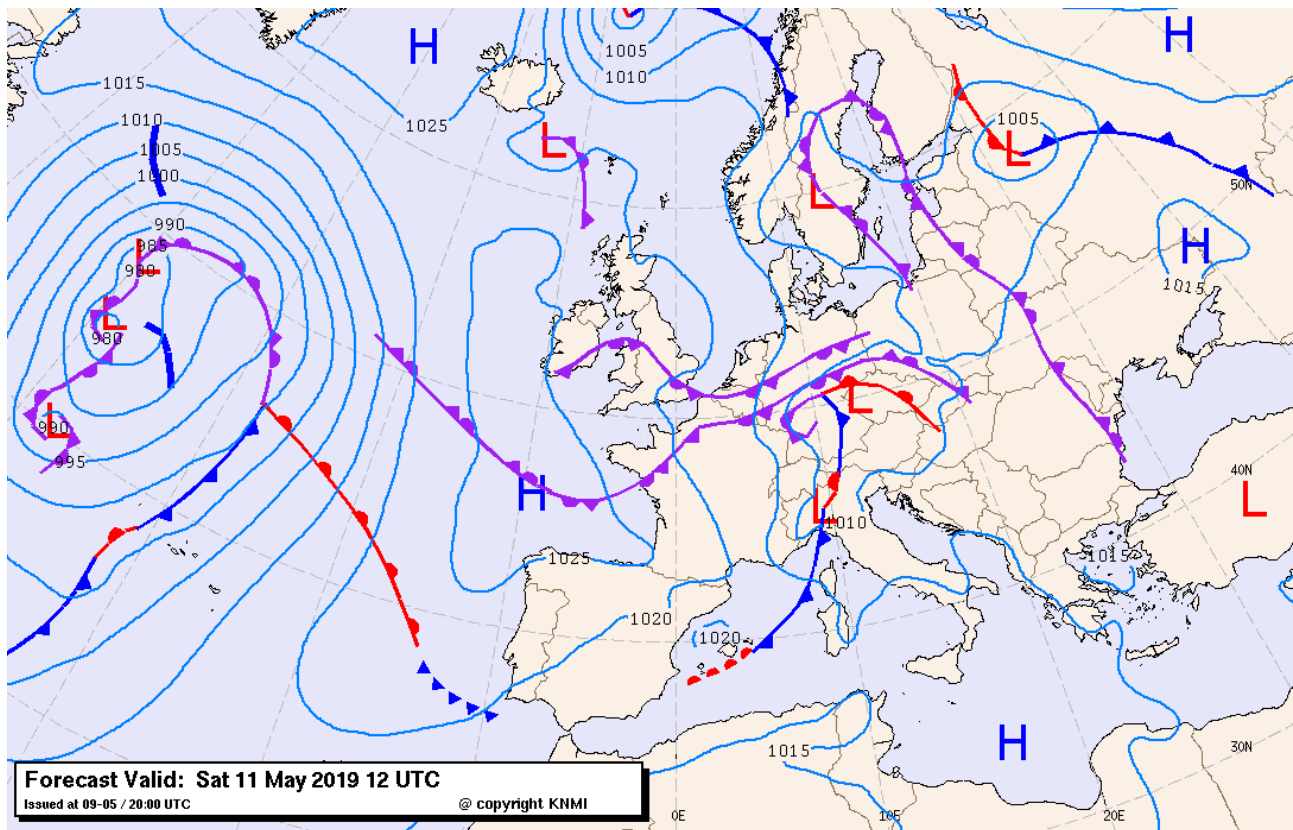 H
H
1005
1010
1015
1025
1010
L
1005
L
1005
1000
50N
L
990
L
985
H
980
1015
L
980
L
L
990
995
40N
H
L
L
1010
1025
1015
1020
1020
H
30N
1015
Forecast Valid: Sat 11 May 2019 12 UTC
Issued at 09-05 / 20:00 UTC
@ copyright KNMI
0E
10E
20E